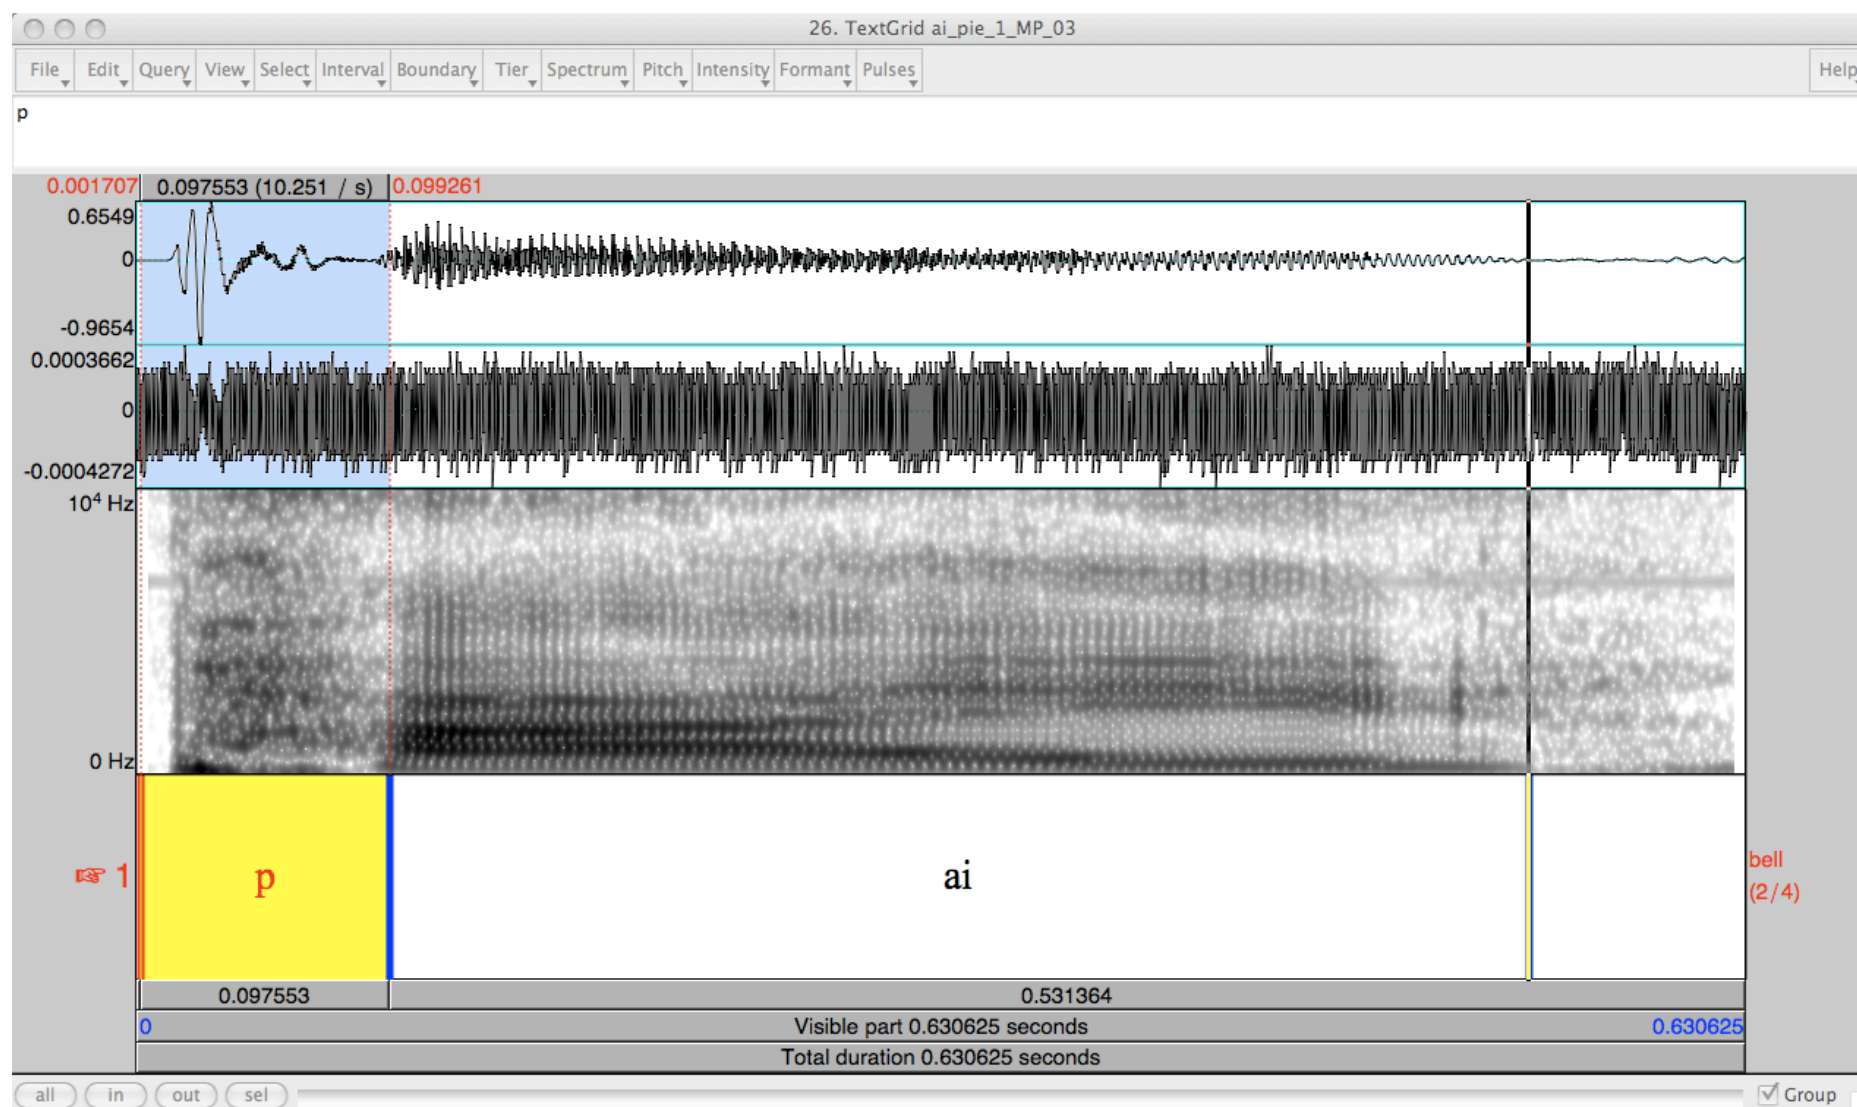 26. TextGrid ai_pie_1_MP_03
File Edit Query View Select Interval Boundary Tier Spectrum Pitch Intensity Formant Pulses Help
p
0.001707 0.097553 (10.251 / s) 0.099261
0.6549
0
-0.9654
0.0003662
0
-0.0004272
10⁴ Hz
0 Hz
☞ 1 p ai bell
(2/4)
0.097553 0.531364
0 Visible part 0.630625 seconds 0.630625
Total duration 0.630625 seconds
all in out sel Group